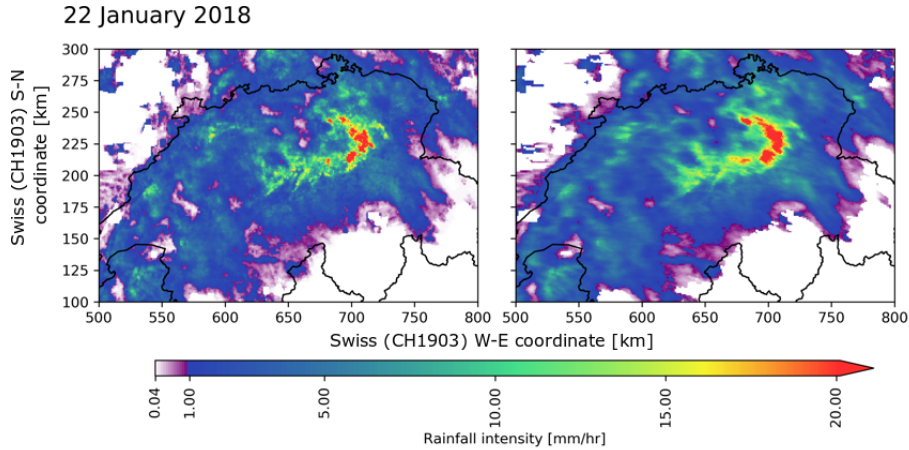 22 January 2018
Swiss (CH1903) S-N
coordinate [km]
300
275
250
225
200
175
150
125
100
500 550 600 650 700 750 800
500 550 600 650 700 750 800
Swiss (CH1903) W-E coordinate [km]
0.04 1.00 5.00 10.00 15.00 20.00
Rainfall intensity [mm/hr]